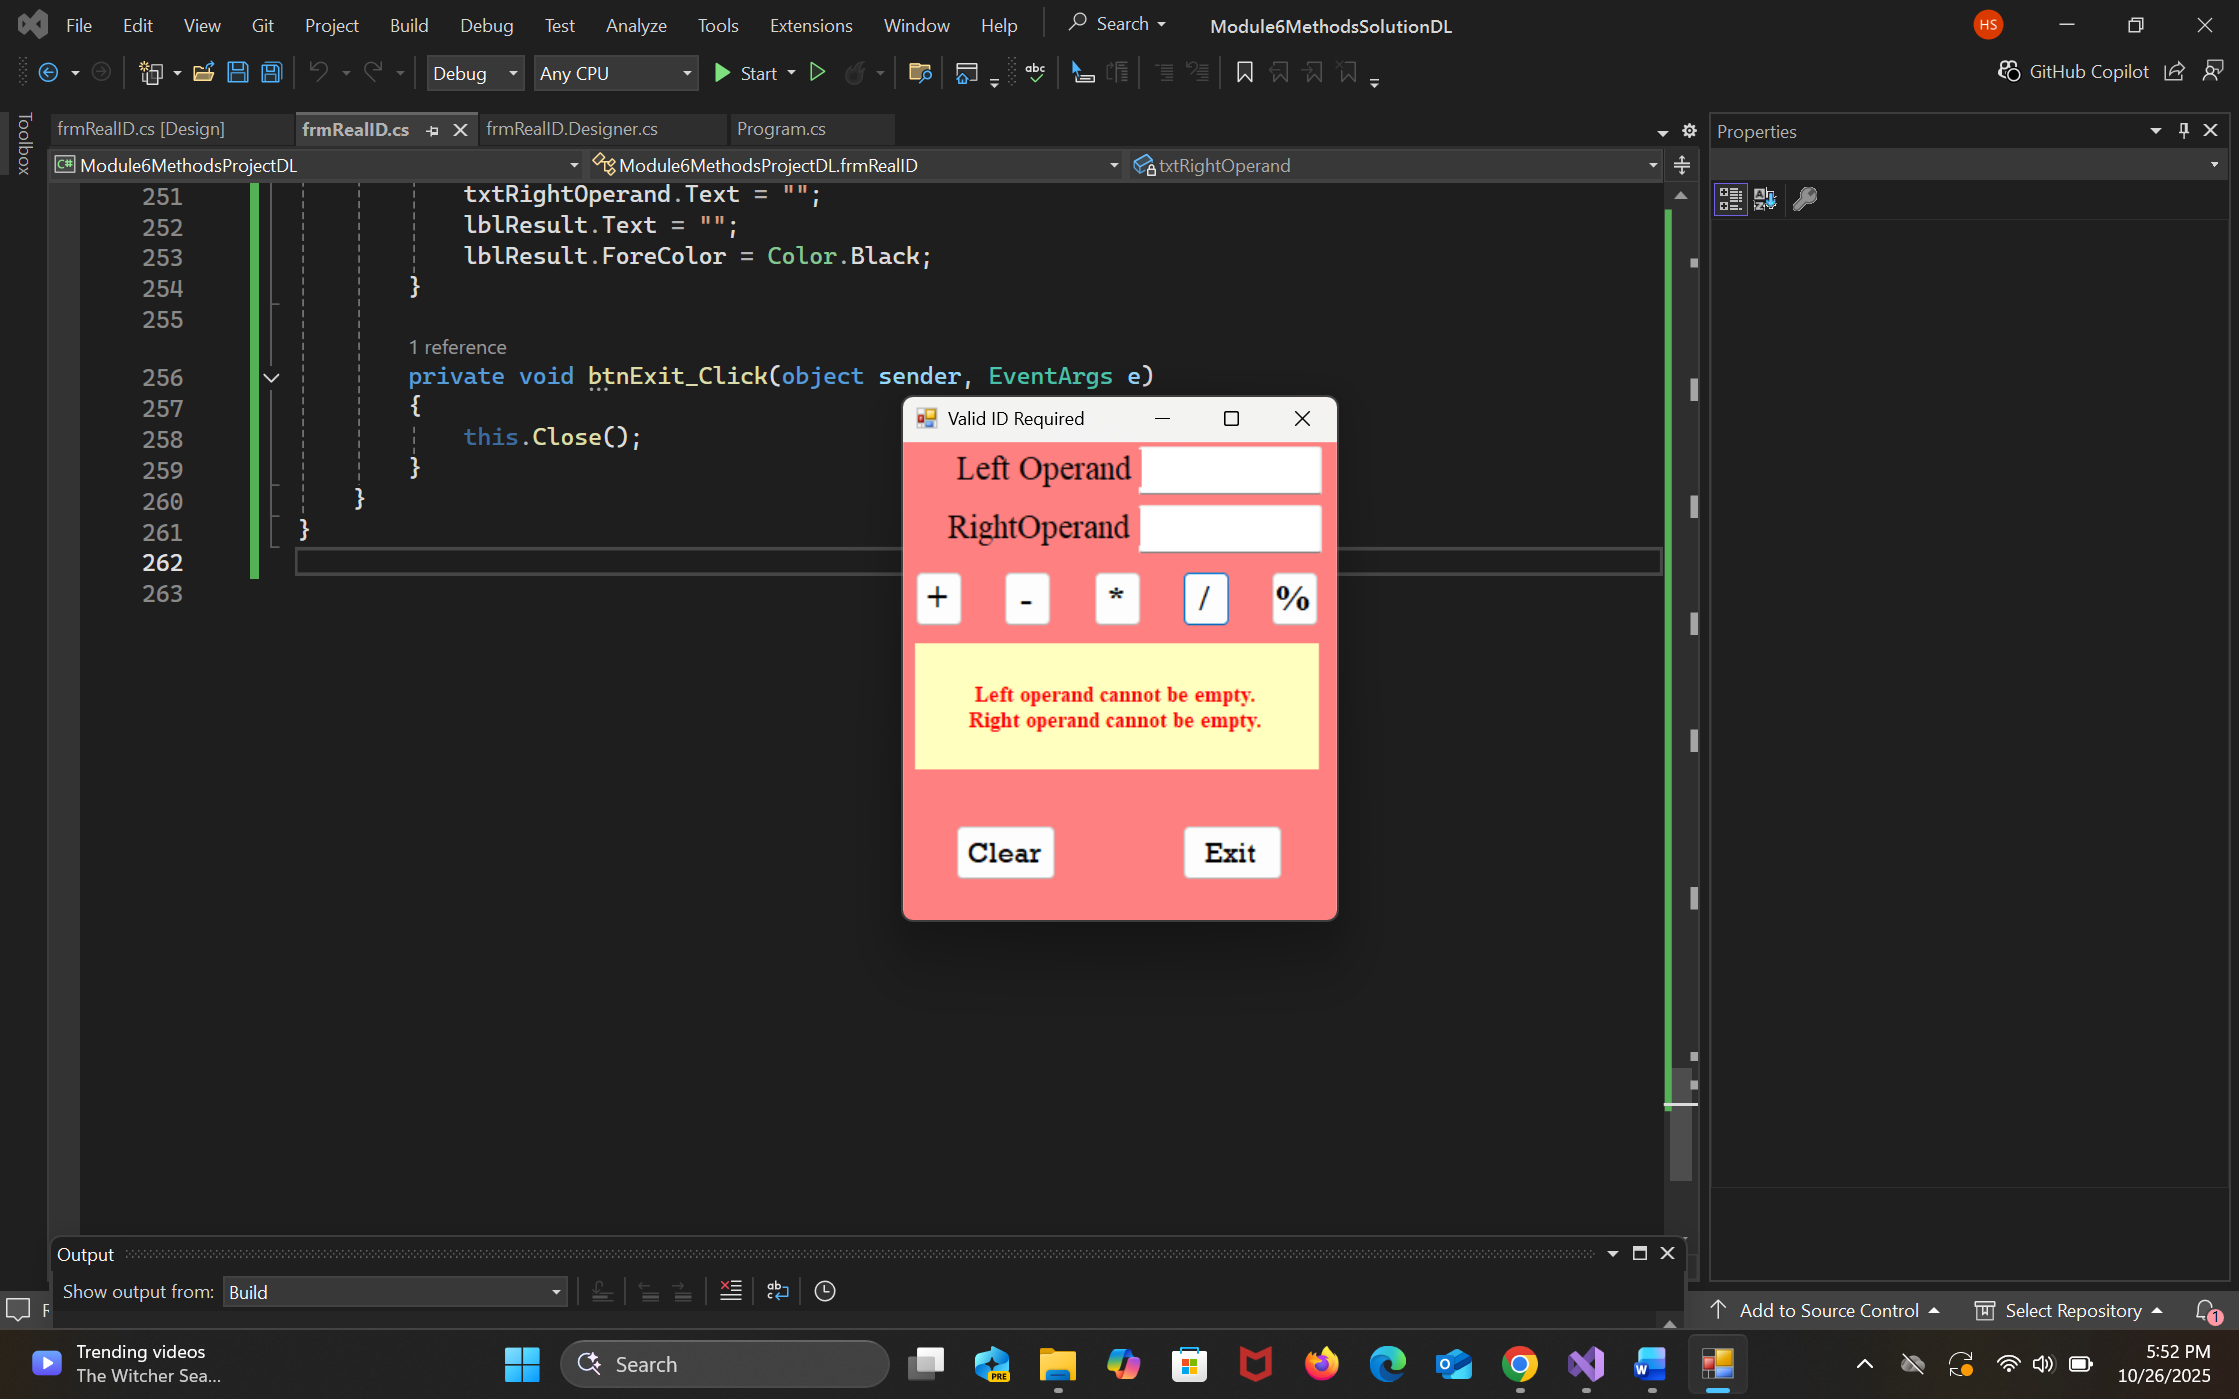 File Edit View Git Project Build Debug Test Analyze Tools Extensions Window Help Search Module6MethodsSolutionDL HS
Debug Any CPU Start GitHub Copilot
Toolbox
frmRealID.cs [Design] frmRealID.cs frmRealID.Designer.cs Program.cs
Properties
Module6MethodsProjectDL Module6MethodsProjectDL.frmRealID txtRightOperand
251 txtRightOperand.Text = "";
252 lblResult.Text = "";
253 lblResult.ForeColor = Color.Black;
254 }
255
1 reference
256 private void btnExit_Click(object sender, EventArgs e)
257 {
258 this.Close();
259 }
260 }
261 }
262
263
Valid ID Required
Left Operand
RightOperand
+ - * / %
Left operand cannot be empty.
Right operand cannot be empty.
Clear Exit
Output
Show output from: Build
Add to Source Control Select Repository 1
Trending videos
The Witcher Sea...
Search
PRE
5:52 PM
10/26/2025